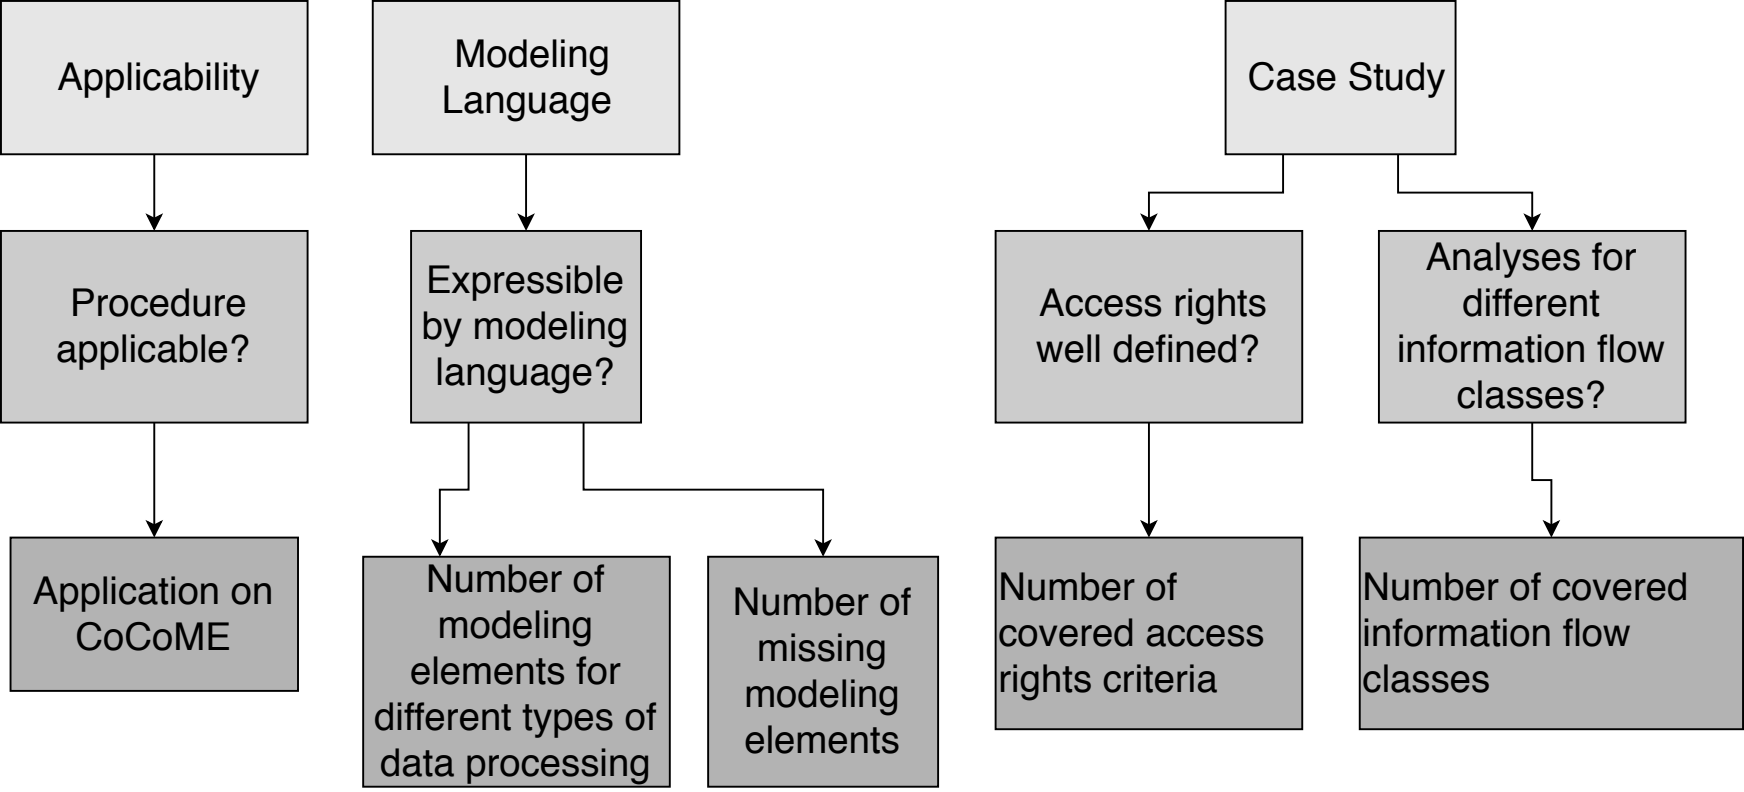 Applicability
Modeling
Language
Case Study
Procedure
applicable?
Expressible
by modeling
language?
Access rights
well defined?
Analyses for
different
information flow
classes?
Application on
CoCoME
Number of
modeling
elements for
different types of
data processing
Number of
missing
modeling
elements
Number of
covered access
rights criteria
Number of covered
information flow
classes